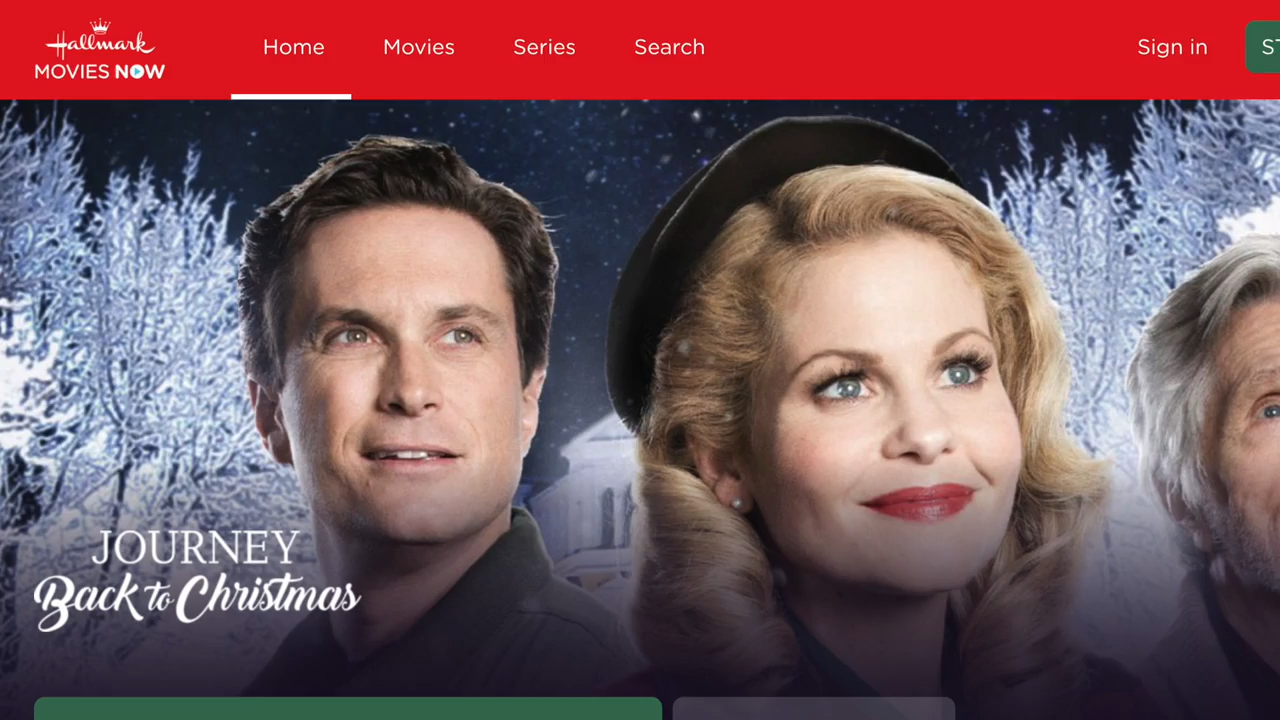 Hallmark
MOVIES NOW
Home
Movies
Series
Search
Sign in
JOURNEY
Back to Christmas